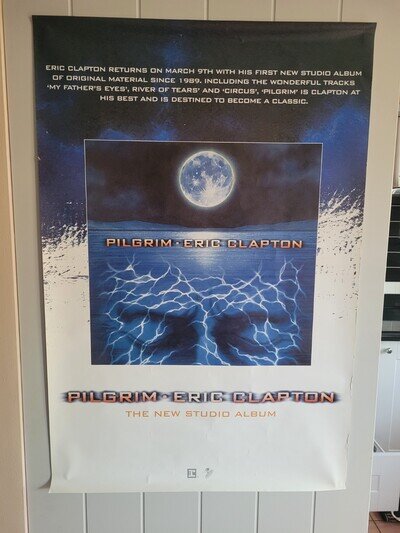 ERIC CLAPTON RETURNS ON MARCH 9TH WITH HIS FIRST NEW STUDIO ALBUM
OF ORIGINAL MATERIAL SINCE 1989. INCLUDING THE WONDERFUL TRACKS
'MY FATHER'S EYES', RIVER OF TEARS' AND 'CIRCUS', 'PILGRIM' IS CLAPTON AT
HIS BEST AND IS DESTINED TO BECOME A CLASSIC.
PILGRIM · ERIC CLAPTON
PILGRIM · ERIC CLAPTON
THE NEW STUDIO ALBUM